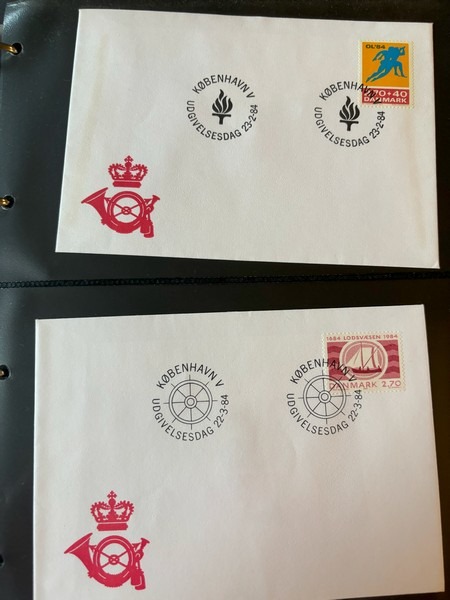 OL'84
70+40
DANMARK
KØBENHAVN V
UDGIVELSESDAG 23-2-84
KØBENHAVN V
UDGIVELSESDAG 23-2-84
1684 LODSVÆSEN 1984
DANMARK 2.70
KØBENHAVN V
UDGIVELSESDAG 22-3-84
KØBENHAVN V
UDGIVELSESDAG 22-3-84